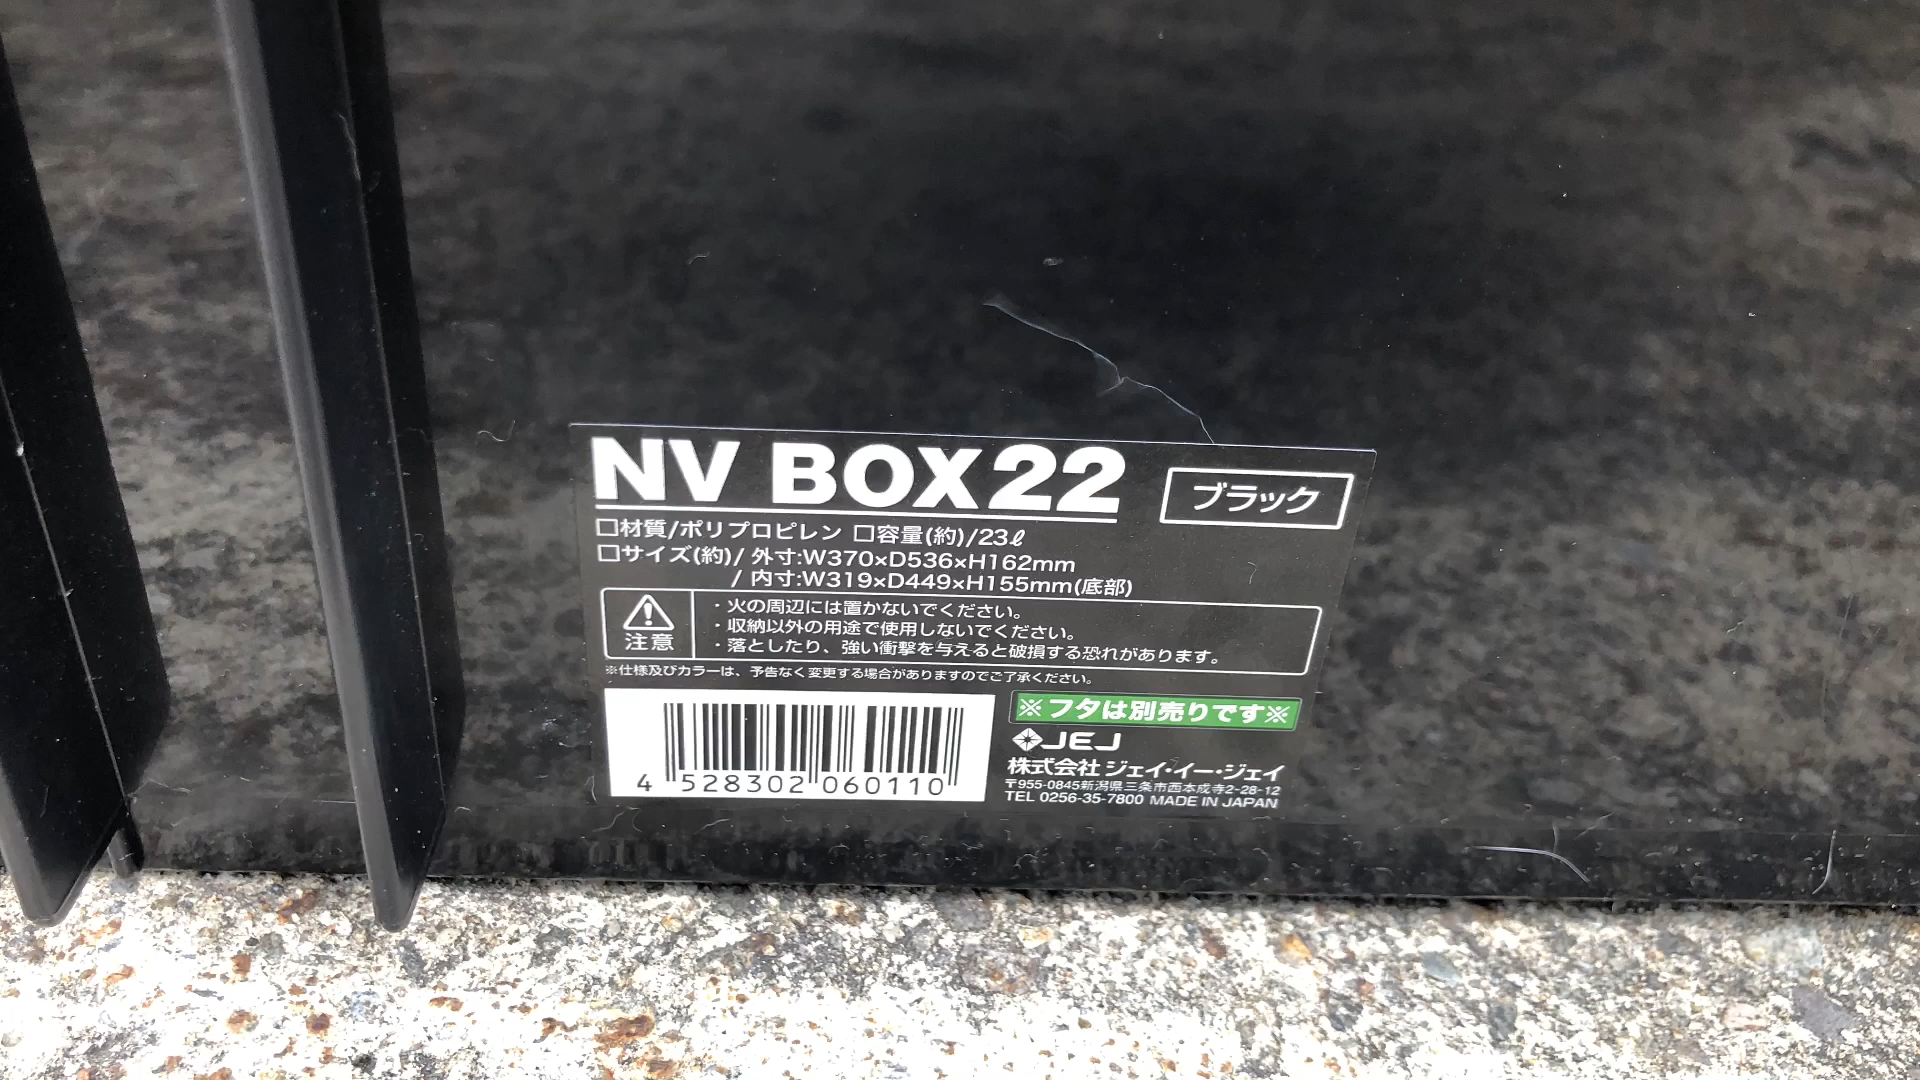 NV BOX22
ブラック
□材質/ポリプロピレン □容量(約)/23ℓ
□サイズ(約)/ 外寸:W370×D536×H162mm
/ 内寸:W319×D449×H155mm(底部)
注意
・火の周辺には置かないでください。
・収納以外の用途で使用しないでください。
・落としたり、強い衝撃を与えると破損する恐れがあります。
※仕様及びカラーは、予告なく変更する場合がありますのでご了承ください。
4 528302 060110
※フタは別売りです※
JEJ
株式会社 ジェイ・イー・ジェイ
〒955-0845新潟県三条市西本成寺2-28-12
TEL 0256-35-7800 MADE IN JAPAN